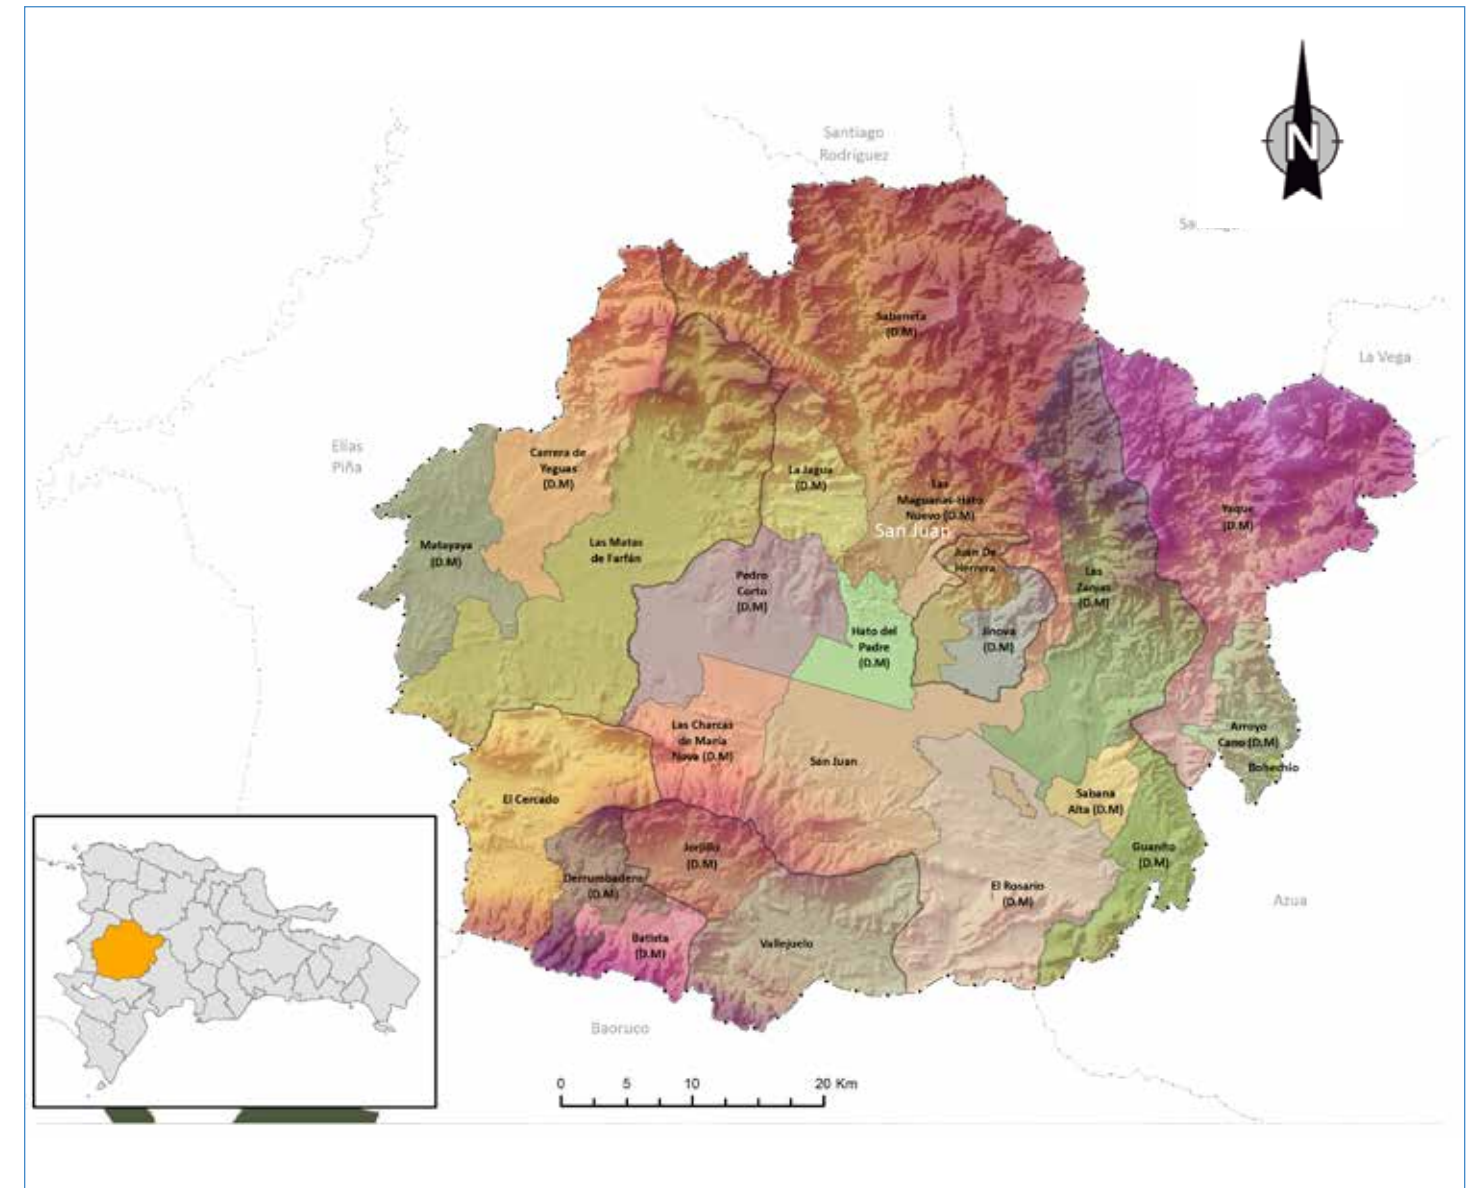 N
Santiago
Rodríguez
La Vega
Elías
Piña
Azua
Baoruco
San Juan
Sabaneta
(D.M)
Carrera de
Yeguas
(D.M)
La Jagua
(D.M)
Las
Maguanas-Hato
Nuevo (D.M)
Yaque
(D.M)
Matayaya
(D.M)
Las Matas
de Farfán
Pedro
Corto
(D.M)
Juan De
Herrera
Las
Zanjas
(D.M)
Hato del
Padre
(D.M)
Jínova
(D.M)
Las Charcas
de María
Nova (D.M)
San Juan
Arroyo
Cano (D.M)
Bohechío
El Cercado
Sabana
Alta (D.M)
Jorjillo
(D.M)
Guanito
(D.M)
Derrumbadero
(D.M)
El Rosario
(D.M)
Batista
(D.M)
Vallejuelo
0 5 10 20 Km